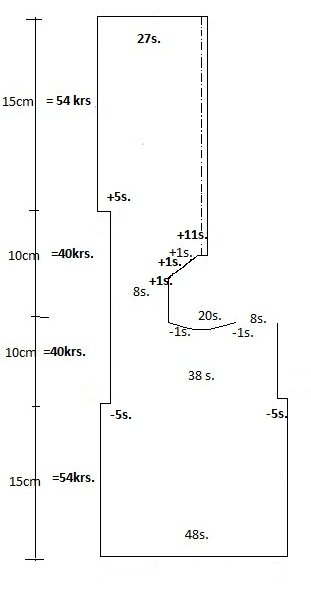 27s.
15cm = 54 krs
+5s.
+11s.
+1s.
10cm =40krs.
+1s.
+1s.
8s.
20s. 8s.
-1s. -1s.
10cm =40krs.
38 s.
-5s. -5s.
15cm =54krs.
48s.